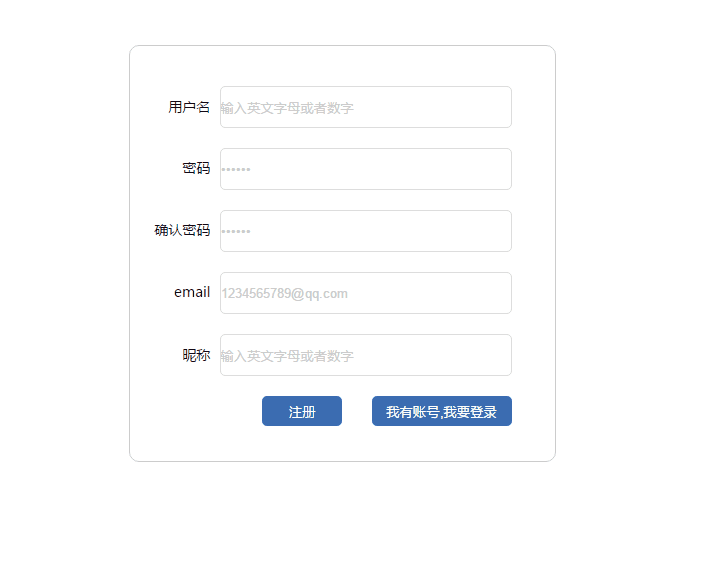 用户名 输入英文字母或者数字
密码 ••••••
确认密码 ••••••
email 1234565789@qq.com
昵称 输入英文字母或者数字
注册 我有账号,我要登录